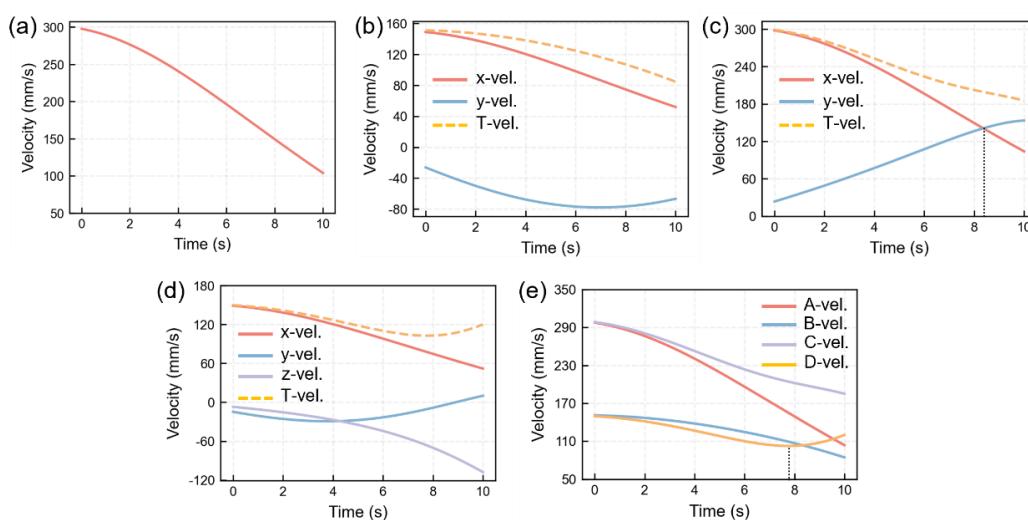 (a)
300
250
200
150
100
50
0 2 4 6 8 10
Velocity (mm/s)
Time (s)
(b)
160
120
80
40
0
-40
-80
0 2 4 6 8 10
Velocity (mm/s)
Time (s)
x-vel.
y-vel.
T-vel.
(c)
300
240
180
120
60
0
0 2 4 6 8 10
Velocity (mm/s)
Time (s)
x-vel.
y-vel.
T-vel.
(d)
180
120
60
0
-60
-120
0 2 4 6 8 10
Velocity (mm/s)
Time (s)
x-vel.
y-vel.
z-vel.
T-vel.
(e)
350
290
230
170
110
50
0 2 4 6 8 10
Velocity (mm/s)
Time (s)
A-vel.
B-vel.
C-vel.
D-vel.